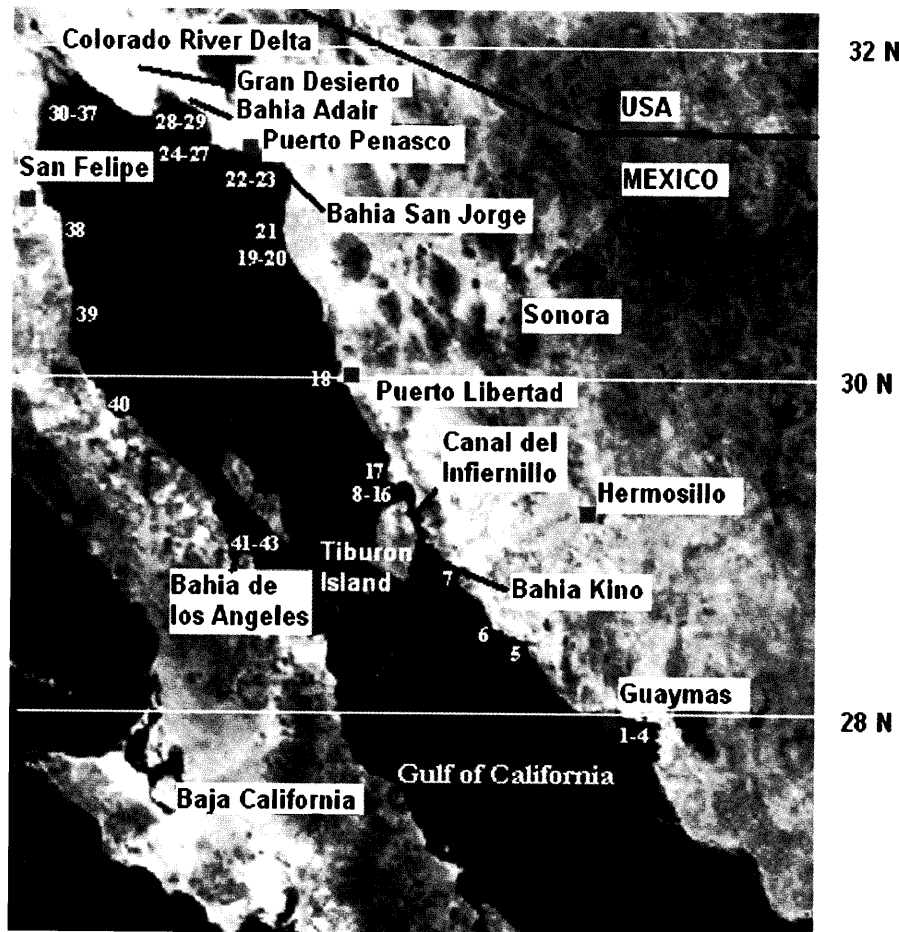 32 N
Colorado River Delta
Gran Desierto
Bahia Adair
USA
30-37
28-29
Puerto Penasco
24-27
San Felipe
22-23
MEXICO
Bahia San Jorge
38
21
19-20
39
Sonora
18
30 N
Puerto Libertad
40
Canal del
Infiernillo
17
8-16
Hermosillo
41-43
Tiburon
Island
Bahia de
los Angeles
7
Bahia Kino
6
5
Guaymas
28 N
1-4
Gulf of California
Baja California